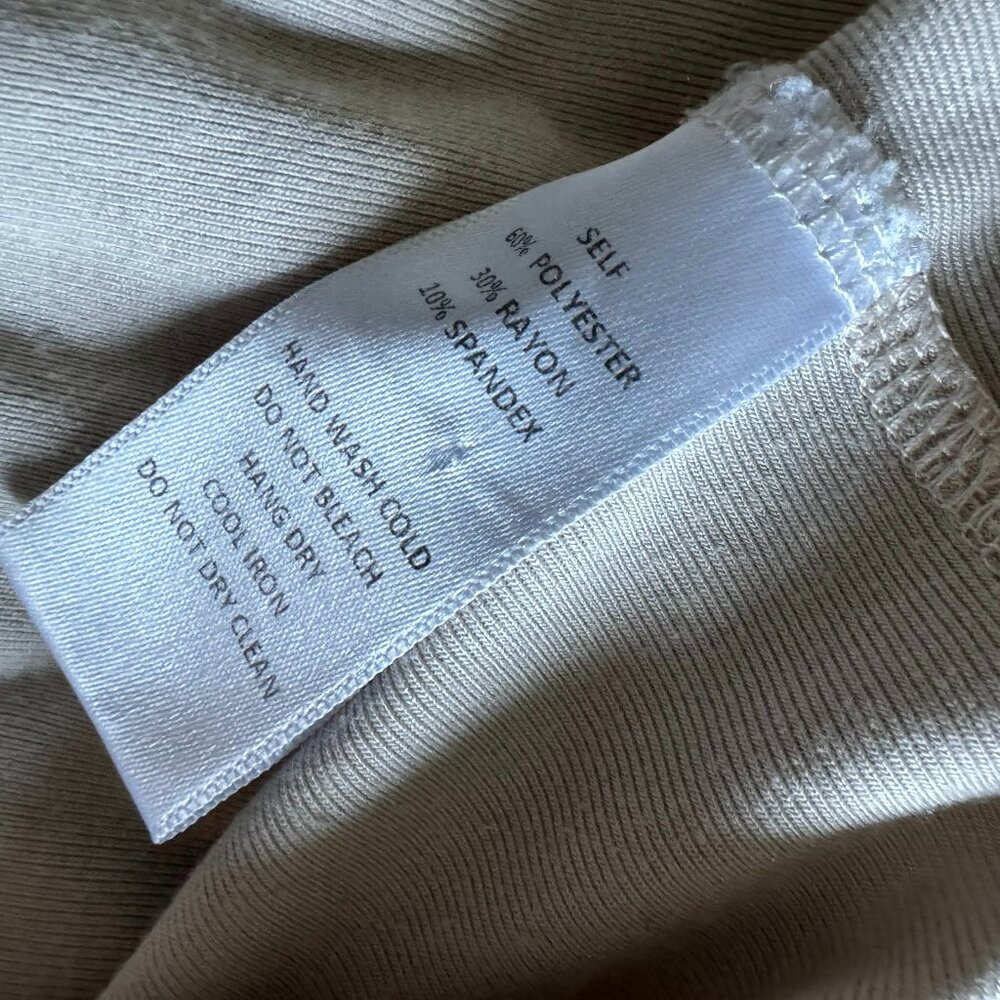 SELF
60% POLYESTER
30% RAYON
10% SPANDEX
HAND WASH COLD
DO NOT BLEACH
HANG DRY
COOL IRON
DO NOT DRY CLEAN